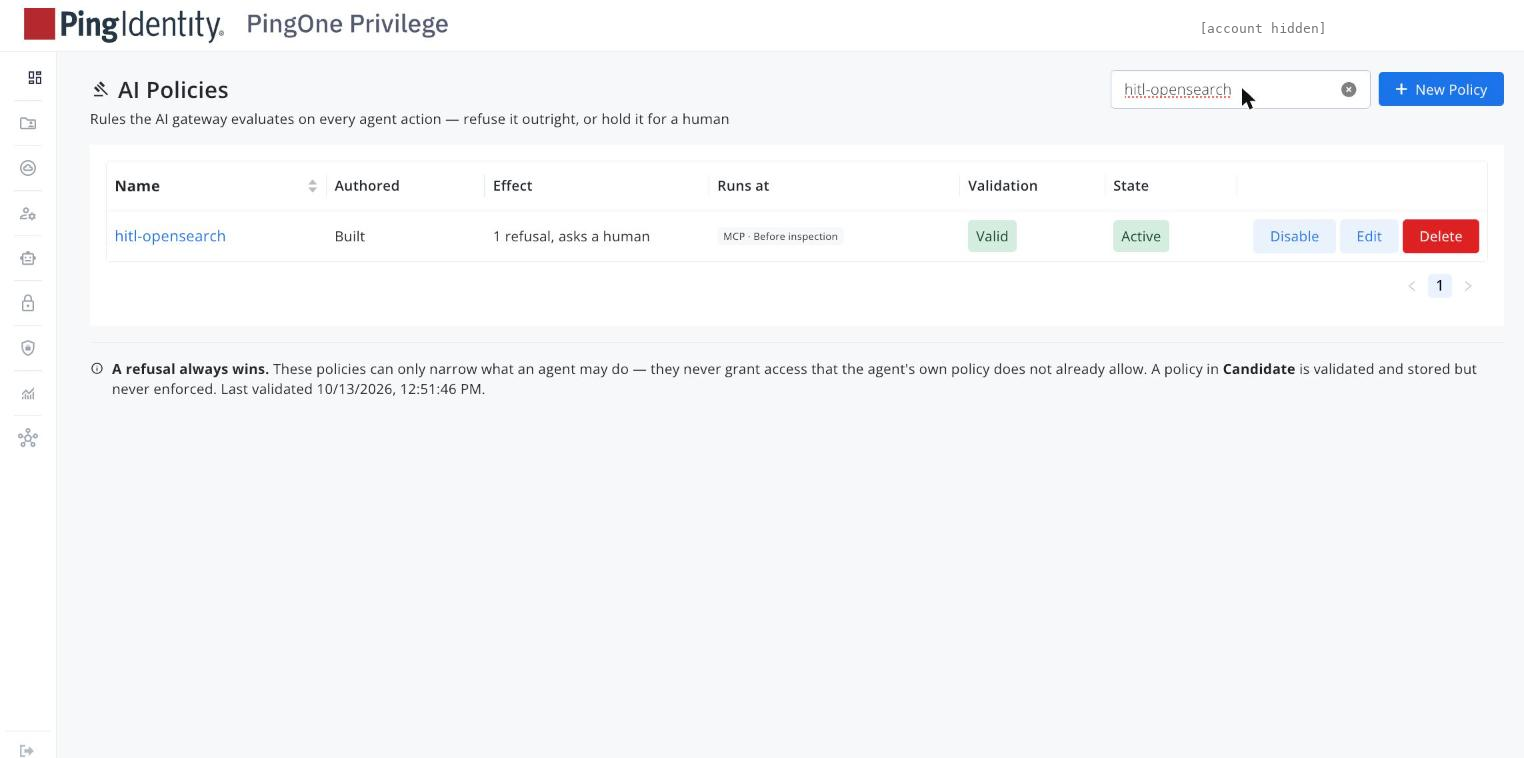 PingIdentity® PingOne Privilege
[account hidden]
AI Policies
hitl-opensearch
+ New Policy
Rules the AI gateway evaluates on every agent action — refuse it outright, or hold it for a human
Name Authored Effect Runs at Validation State
hitl-opensearch Built 1 refusal, asks a human MCP · Before inspection Valid Active Disable Edit Delete
< 1 >
A refusal always wins. These policies can only narrow what an agent may do — they never grant access that the agent's own policy does not already allow. A policy in Candidate is validated and stored but
never enforced. Last validated 10/13/2026, 12:51:46 PM.